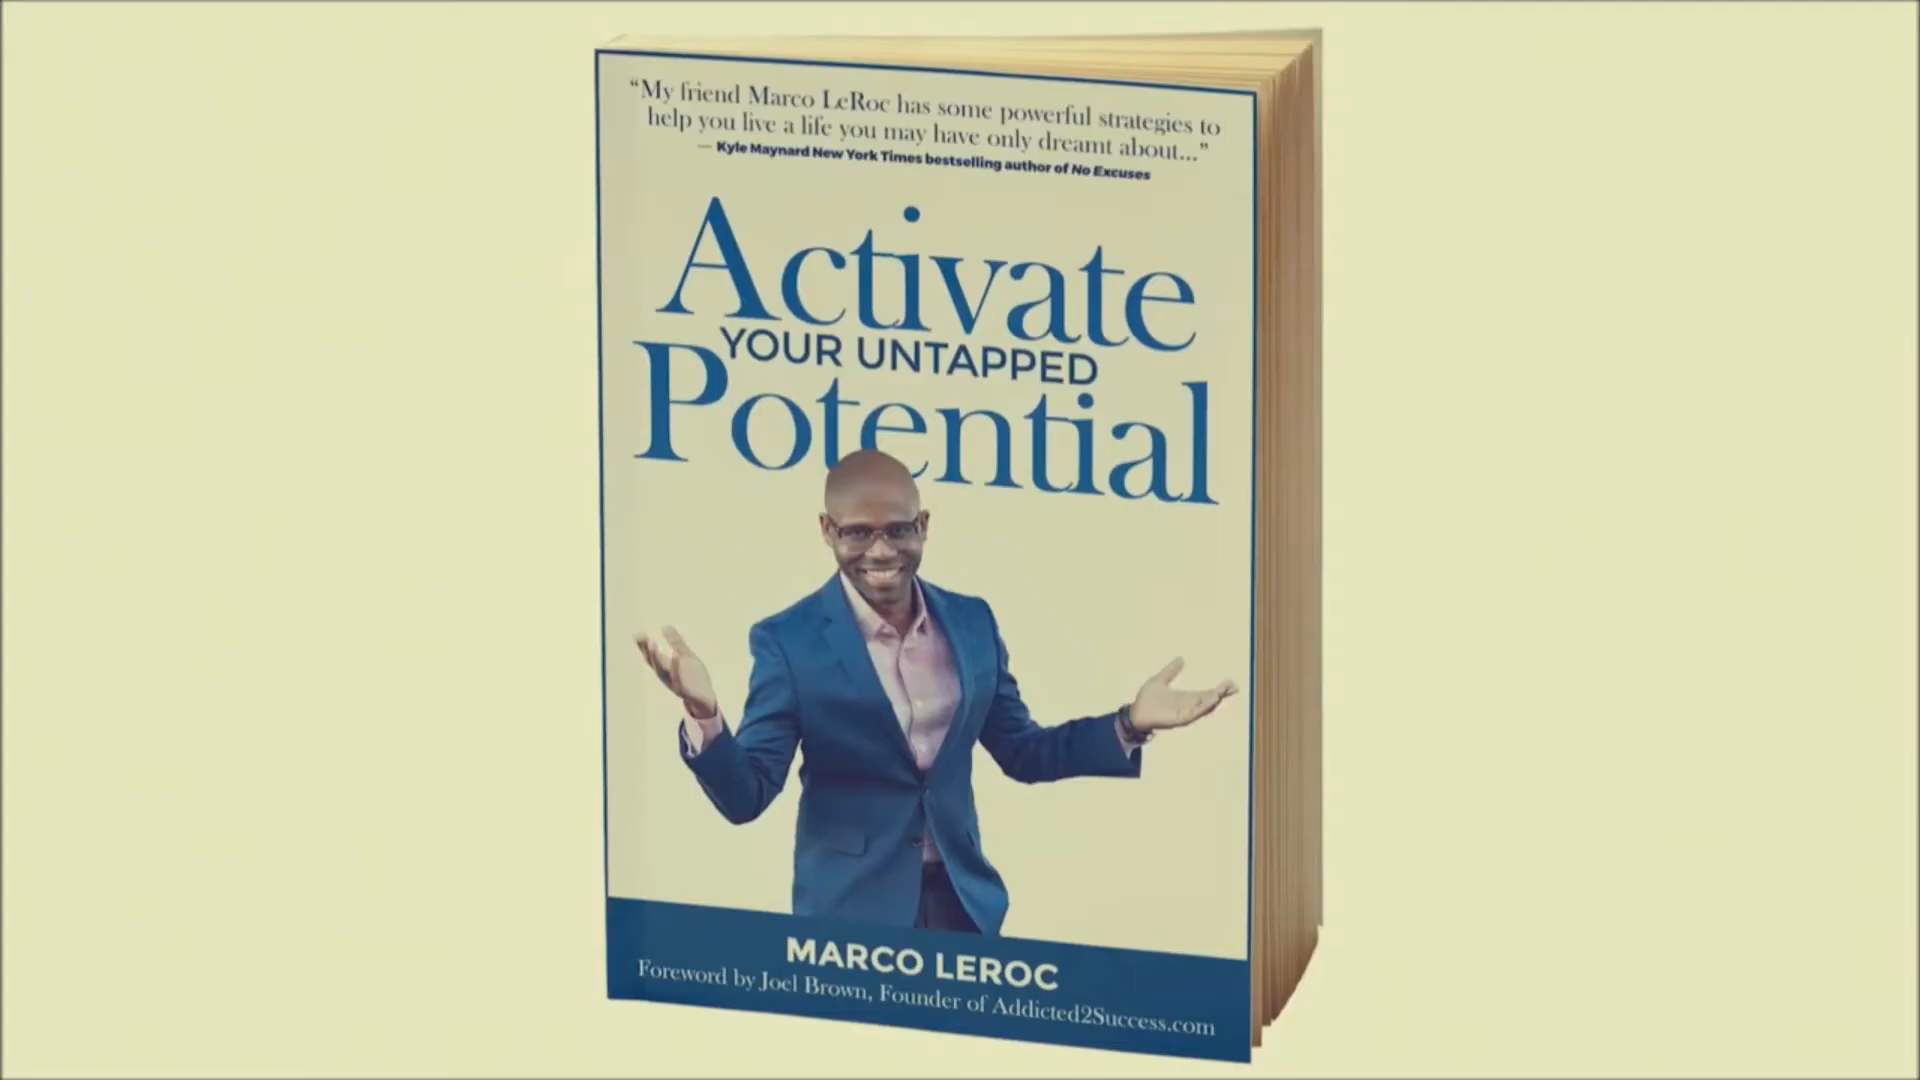 “My friend Marco LeRoc has some powerful strategies to
help you live a life you may have only dreamt about...”
— Kyle Maynard New York Times bestselling author of No Excuses
Activate
YOUR UNTAPPED
Potential
MARCO LEROC
Foreword by Joel Brown, Founder of Addicted2Success.com